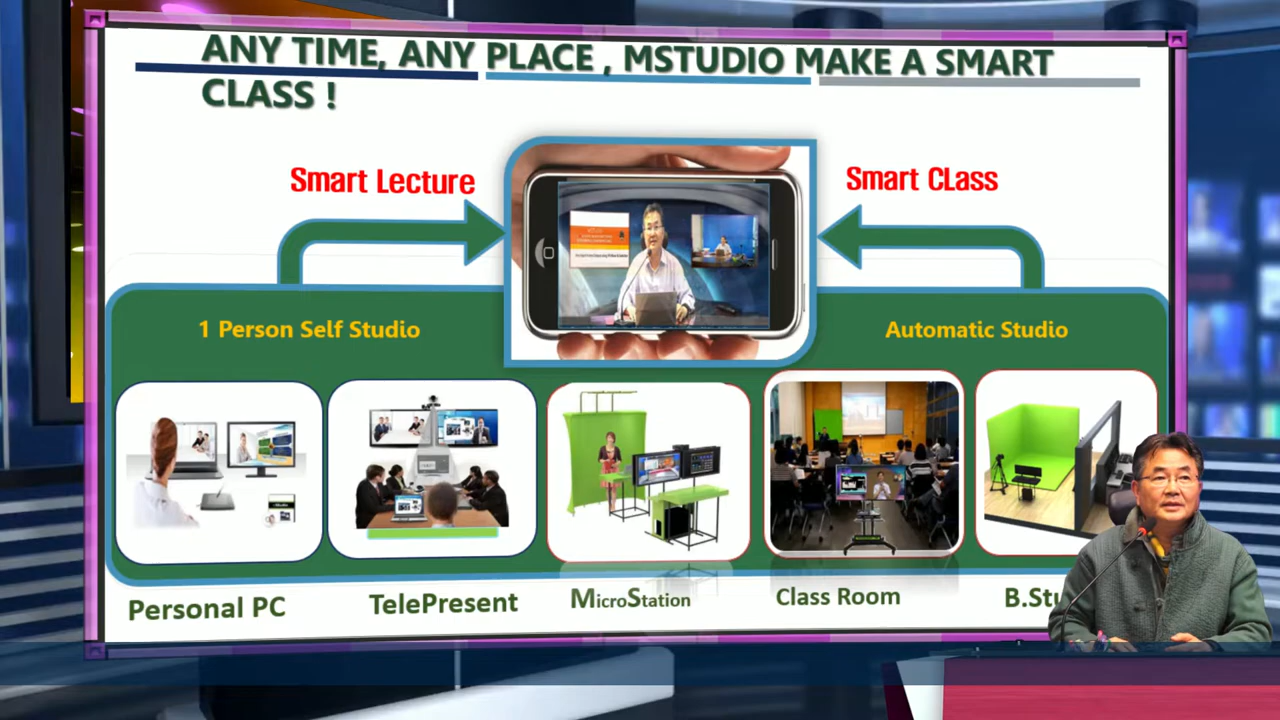 ANY TIME, ANY PLACE , MSTUDIO MAKE A SMART
CLASS !
Smart Lecture
Smart CLass
1 Person Self Studio
Automatic Studio
Personal PC
TelePresent
MicroStation
Class Room
B.Stu